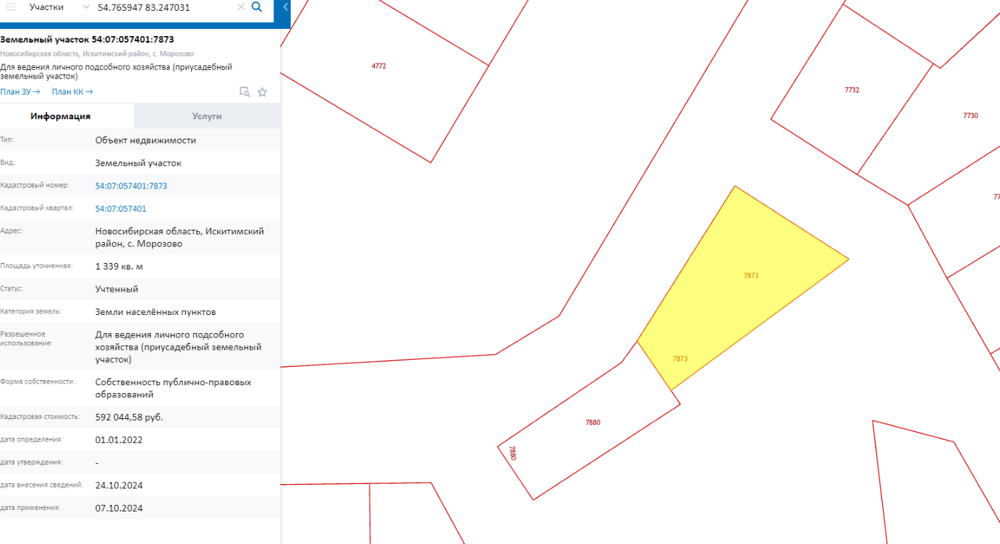 Участки 54.765947 83.247031
Земельный участок 54:07:057401:7873
Новосибирская область, Искитимский район, с. Морозово
Для ведения личного подсобного хозяйства (приусадебный
земельный участок)
План ЗУ → План КК →
Информация Услуги
Тип: Объект недвижимости
Вид: Земельный участок
Кадастровый номер: 54:07:057401:7873
Кадастровый квартал: 54:07:057401
Адрес: Новосибирская область, Искитимский
район, с. Морозово
Площадь уточненная: 1 339 кв. м
Статус: Учтенный
Категория земель: Земли населённых пунктов
Разрешенное
использование:
Для ведения личного подсобного
хозяйства (приусадебный земельный
участок)
Форма собственности: Собственность публично-правовых
образований
Кадастровая стоимость: 592 044,58 руб.
дата определения: 01.01.2022
дата утверждения: -
дата внесения сведений: 24.10.2024
дата применения: 07.10.2024
4772
7732
7730
77
7873
7873
7880
7880